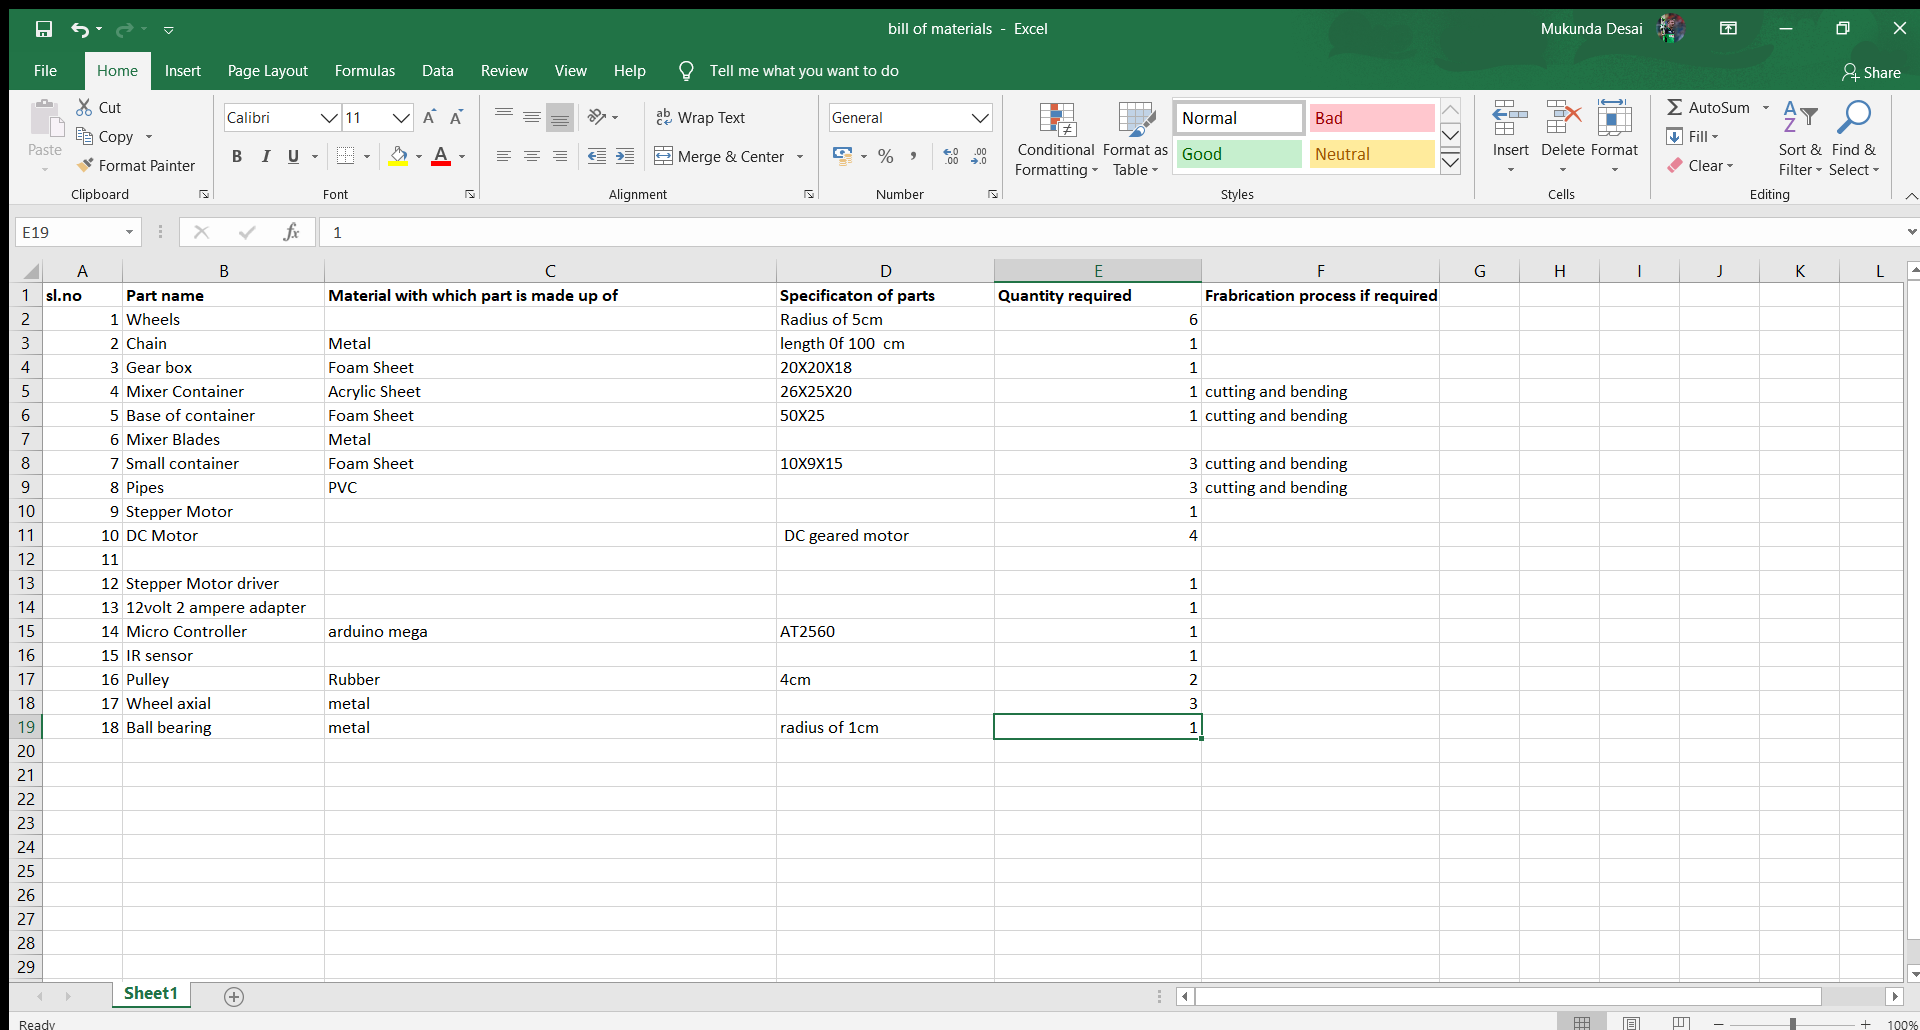 bill of materials - Excel
Mukunda Desai
File Home Insert Page Layout Formulas Data Review View Help Tell me what you want to do
Share
Paste
Cut
Copy
Format Painter
Clipboard
Calibri 11
B I U A
Font
Wrap Text
Merge & Center
Alignment
General
% , .00 .0
Number
Conditional Formatting
Format as Table
Normal Bad
Good Neutral
Styles
Insert Delete Format
Cells
AutoSum
Fill
Clear
Sort & Filter
Find & Select
Editing
E19 fx 1
A B C D E F G H I J K L
1 sl.no Part name Material with which part is made up of Specificaton of parts Quantity required Frabrication process if required
2 1 Wheels Radius of 5cm 6
3 2 Chain Metal length 0f 100 cm 1
4 3 Gear box Foam Sheet 20X20X18 1
5 4 Mixer Container Acrylic Sheet 26X25X20 1 cutting and bending
6 5 Base of container Foam Sheet 50X25 1 cutting and bending
7 6 Mixer Blades Metal
8 7 Small container Foam Sheet 10X9X15 3 cutting and bending
9 8 Pipes PVC 3 cutting and bending
10 9 Stepper Motor 1
11 10 DC Motor DC geared motor 4
12 11
13 12 Stepper Motor driver 1
14 13 12volt 2 ampere adapter 1
15 14 Micro Controller arduino mega AT2560 1
16 15 IR sensor 1
17 16 Pulley Rubber 4cm 2
18 17 Wheel axial metal 3
19 18 Ball bearing metal radius of 1cm 1
20
21
22
23
24
25
26
27
28
29
Sheet1
Ready 100%